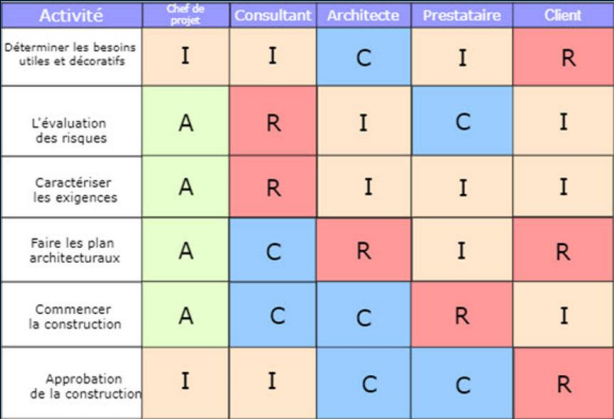 Activité Chef de projet Consultant Architecte Prestataire Client
Déterminer les besoins
utiles et décoratifs
I I C I R
L'évaluation
des risques
A R I C I
Caractériser
les exigences
A R I I I
Faire les plan
architecturaux
A C R I R
Commencer
la construction
A C C R I
Approbation
de la construction
I I C C R